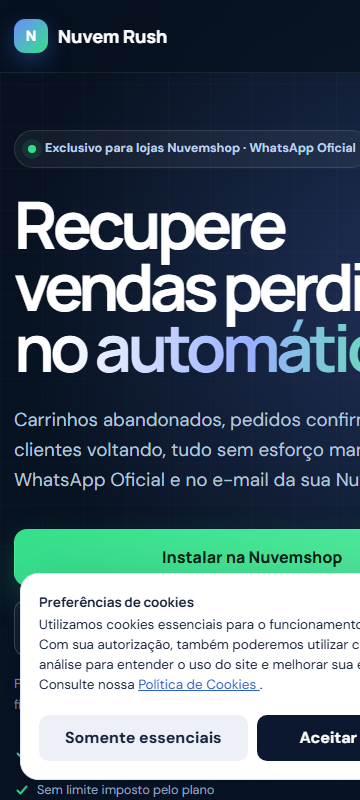 N Nuvem Rush
Exclusivo para lojas Nuvemshop · WhatsApp Oficial
Recupere
vendas perdi
no automátic
Carrinhos abandonados, pedidos confir
clientes voltando, tudo sem esforço ma
WhatsApp Oficial e no e-mail da sua Nu
Instalar na Nuvemshop
Preferências de cookies
Utilizamos cookies essenciais para o funcionamento
Com sua autorização, também poderemos utilizar c
análise para entender o uso do site e melhorar sua e
Consulte nossa Política de Cookies .
Somente essenciais
Aceitar
Sem limite imposto pelo plano